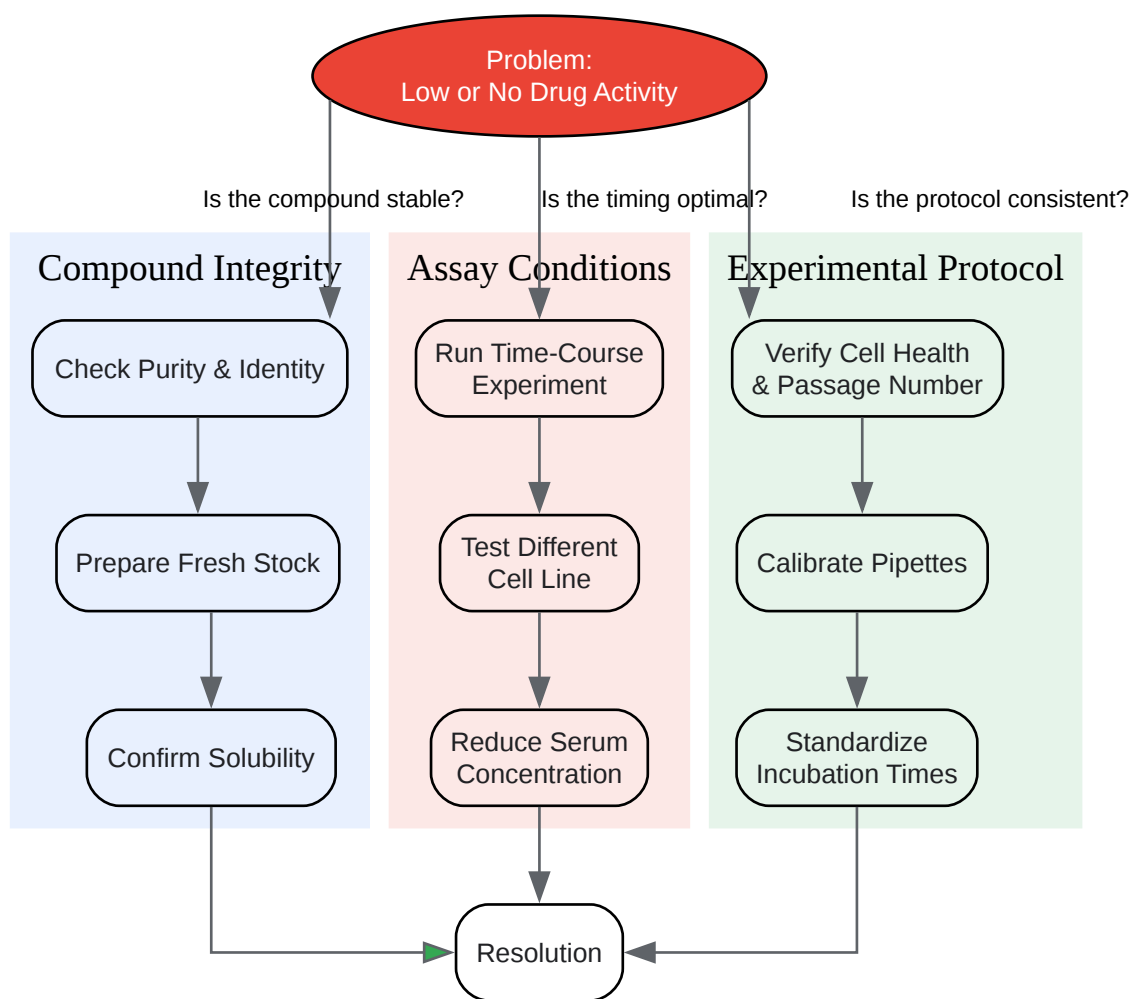 Problem:
Low or No Drug Activity
Is the compound stable?
Is the timing optimal?
Is the protocol consistent?
Compound Integrity
Assay Conditions
Experimental Protocol
Check Purity & Identity
Run Time-Course
Experiment
Verify Cell Health
& Passage Number
Prepare Fresh Stock
Test Different
Cell Line
Calibrate Pipettes
Confirm Solubility
Reduce Serum
Concentration
Standardize
Incubation Times
Resolution